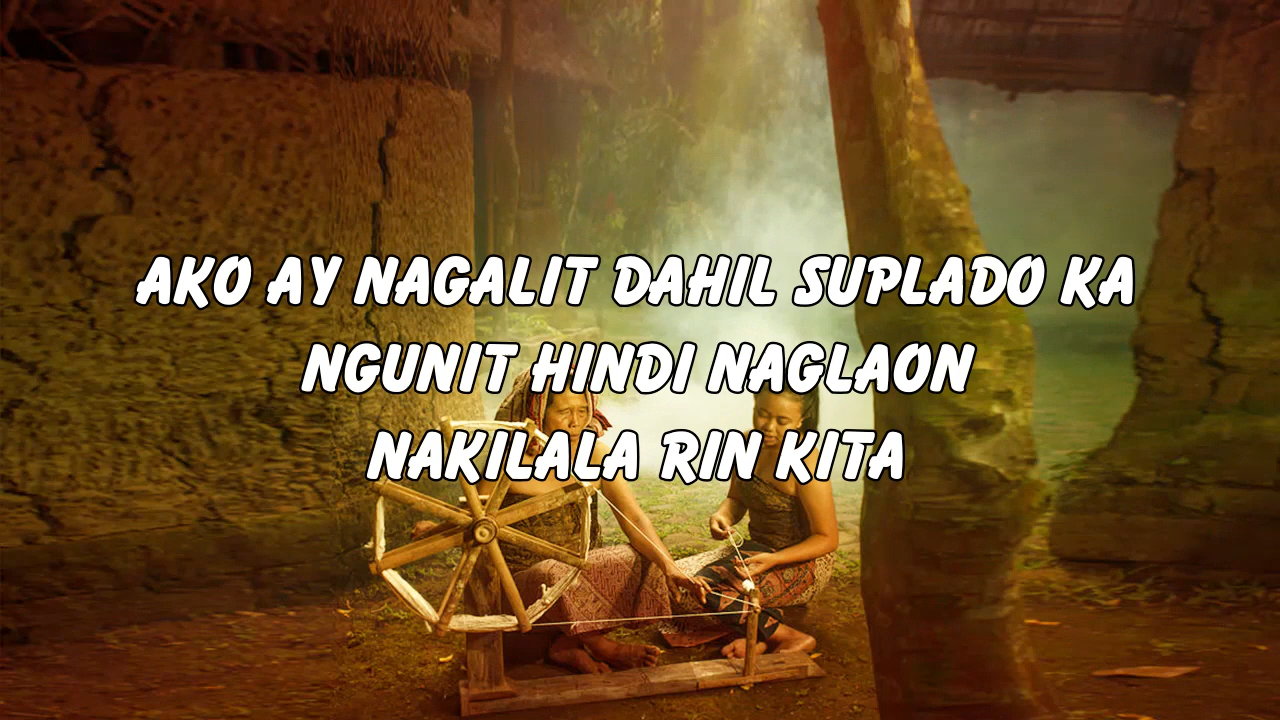 AKO AY NAGALIT DAHIL SUPLADO KA
NGUNIT HINDI NAGLAON
NAKILALA RIN KITA